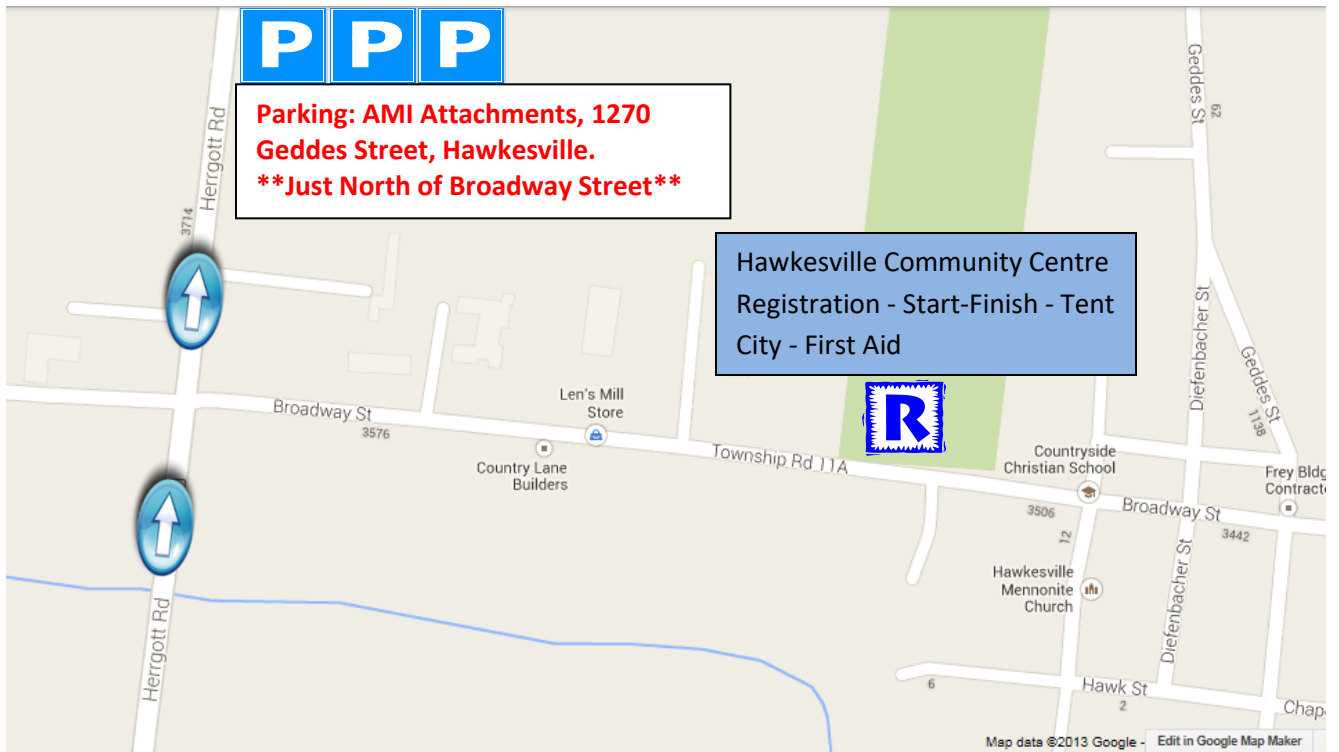 P P P
Parking: AMI Attachments, 1270
Geddes Street, Hawkesville.
**Just North of Broadway Street**
Herrgott Rd
3714
Geddes St
62
Hawkesville Community Centre
Registration - Start-Finish - Tent
City - First Aid
Diefenbacher St
Geddes St
1138
R
Len's Mill
Store
Broadway St
3576
Country Lane
Builders
Township Rd 11A
Countryside
Christian School
Frey Bldg
Contracto
3506
Broadway St
3442
12
Hawkesville
Mennonite
Church
Diefenbacher St
Herrgott Rd
6
Hawk St
2
Chap
Map data ©2013 Google - Edit in Google Map Maker